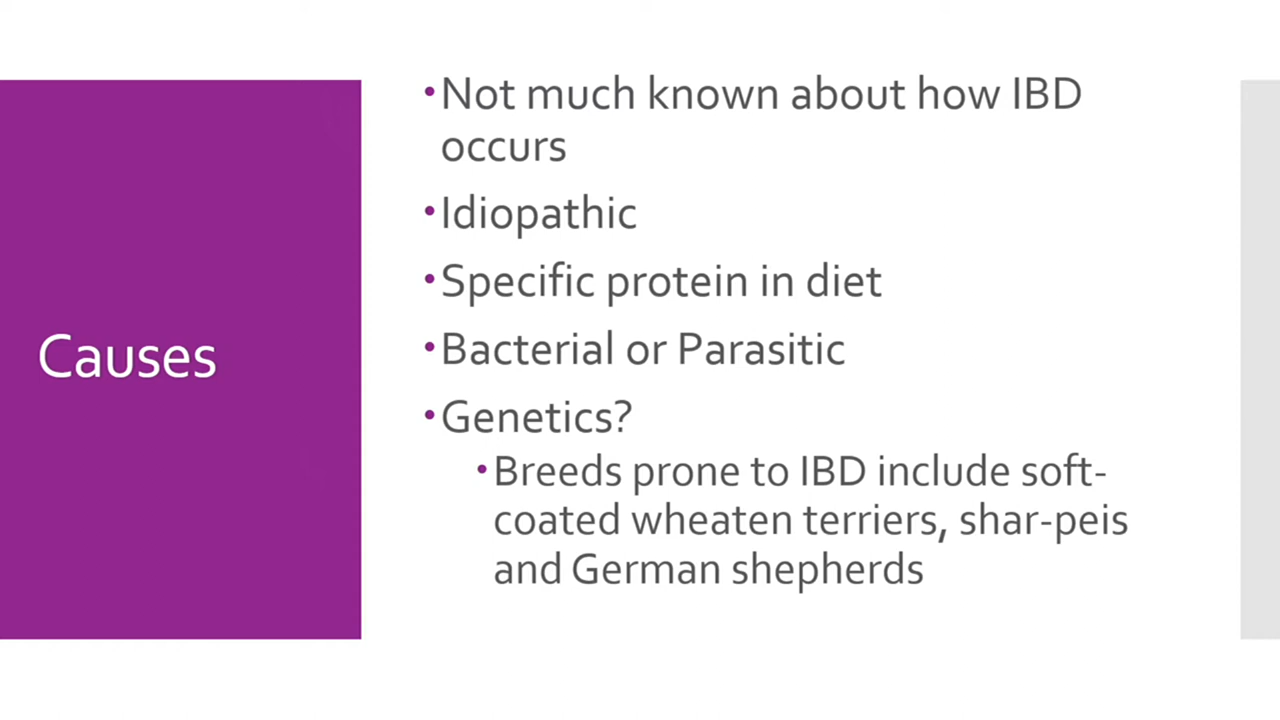 Causes
•Not much known about how IBD
occurs
•Idiopathic
•Specific protein in diet
•Bacterial or Parasitic
•Genetics?
•Breeds prone to IBD include soft-
coated wheaten terriers, shar-peis
and German shepherds